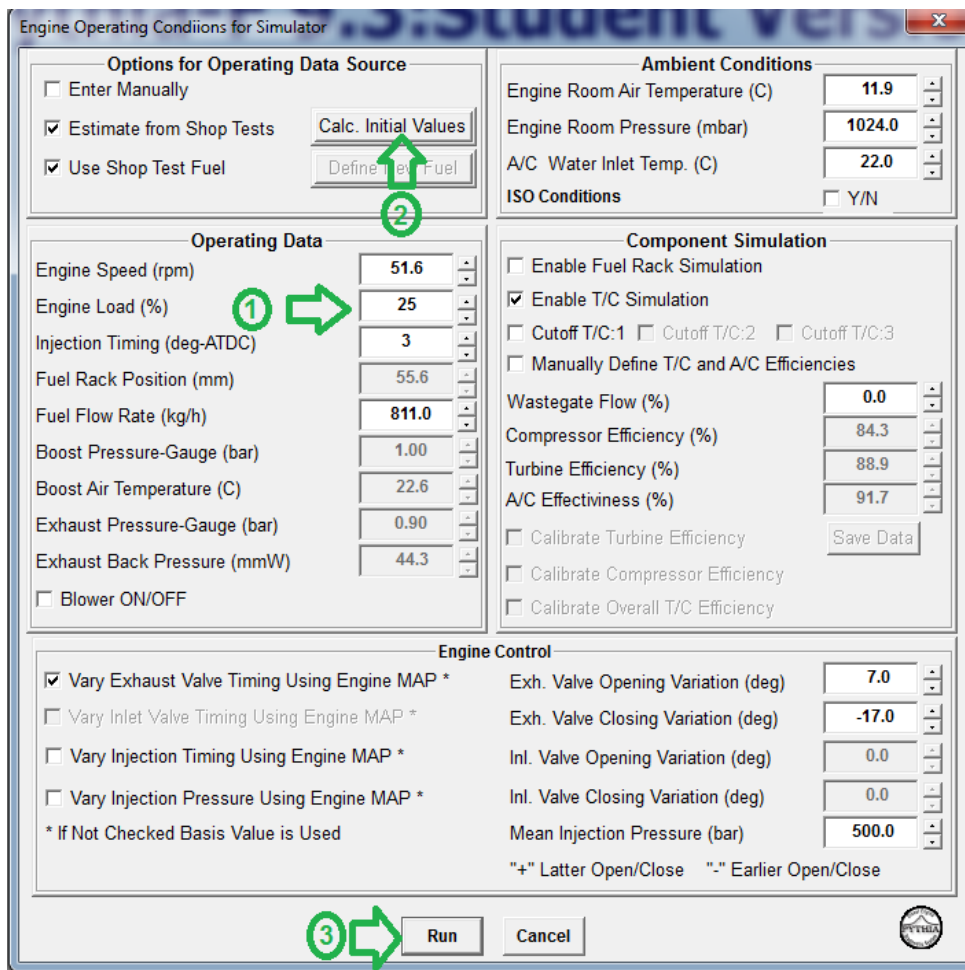 9.3:Student Versi
Engine Operating Condiions for Simulator
x
Options for Operating Data Source
Enter Manually
Estimate from Shop Tests
Calc. Initial Values
Use Shop Test Fuel
Define New Fuel
2
Ambient Conditions
Engine Room Air Temperature (C) 11.9
Engine Room Pressure (mbar) 1024.0
A/C Water Inlet Temp. (C) 22.0
ISO Conditions Y/N
Operating Data
Engine Speed (rpm) 51.6
1
Engine Load (%) 25
Injection Timing (deg-ATDC) 3
Fuel Rack Position (mm) 55.6
Fuel Flow Rate (kg/h) 811.0
Boost Pressure-Gauge (bar) 1.00
Boost Air Temperature (C) 22.6
Exhaust Pressure-Gauge (bar) 0.90
Exhaust Back Pressure (mmW) 44.3
Blower ON/OFF
Component Simulation
Enable Fuel Rack Simulation
Enable T/C Simulation
Cutoff T/C:1 Cutoff T/C:2 Cutoff T/C:3
Manually Define T/C and A/C Efficiencies
Wastegate Flow (%) 0.0
Compressor Efficiency (%) 84.3
Turbine Efficiency (%) 88.9
A/C Effectiviness (%) 91.7
Calibrate Turbine Efficiency Save Data
Calibrate Compressor Efficiency
Calibrate Overall T/C Efficiency
Engine Control
Vary Exhaust Valve Timing Using Engine MAP *
Vary Inlet Valve Timing Using Engine MAP *
Vary Injection Timing Using Engine MAP *
Vary Injection Pressure Using Engine MAP *
* If Not Checked Basis Value is Used
Exh. Valve Opening Variation (deg) 7.0
Exh. Valve Closing Variation (deg) -17.0
Inl. Valve Opening Variation (deg) 0.0
Inl. Valve Closing Variation (deg) 0.0
Mean Injection Pressure (bar) 500.0
"+" Latter Open/Close "-" Earlier Open/Close
3
Run Cancel
PYTHIA